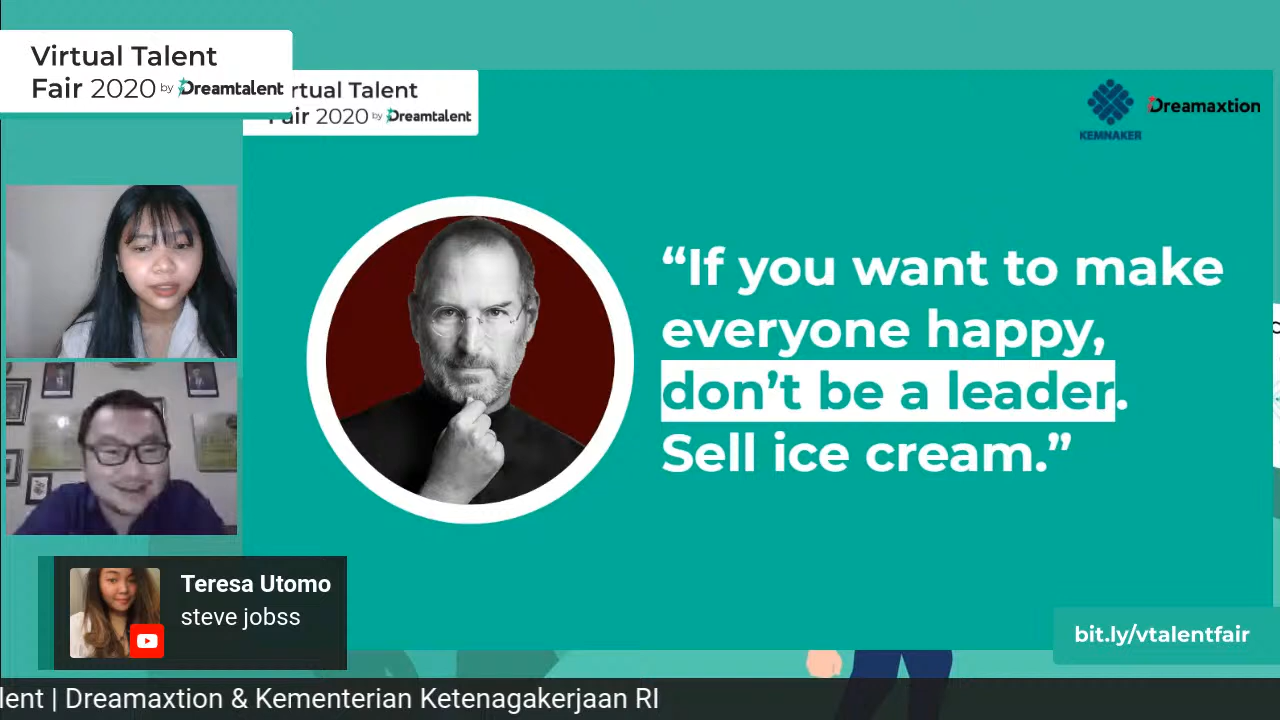 Virtual Talent
Fair 2020 by Dreamtalent
rtual Talent
Fair 2020 by Dreamtalent
KEMNAKER
Dreamaxtion
“If you want to make
everyone happy,
don’t be a leader.
Sell ice cream.”
Teresa Utomo
steve jobss
bit.ly/vtalentfair
lent | Dreamaxtion & Kementerian Ketenagakerjaan RI